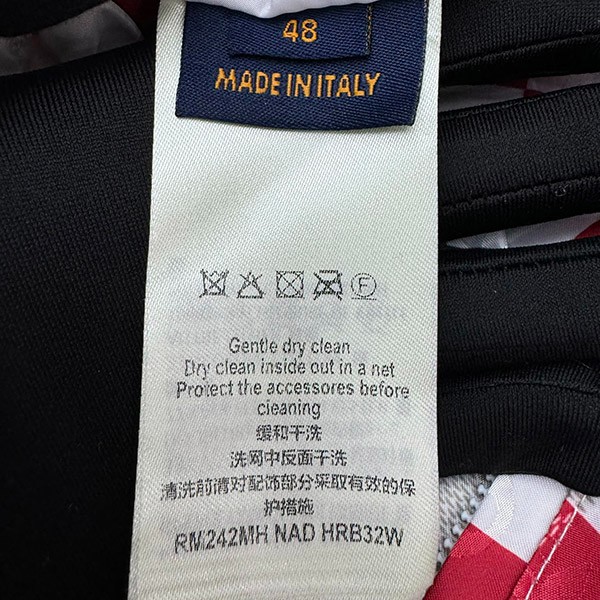 48
MADE IN ITALY
F
Gentle dry clean
Dry clean inside out in a net
Protect the accessores before
cleaning
缓和干洗
洗网中反面干洗
清洗前请对配饰部分采取有效的保
护措施
RM242MH NAD HRB32W